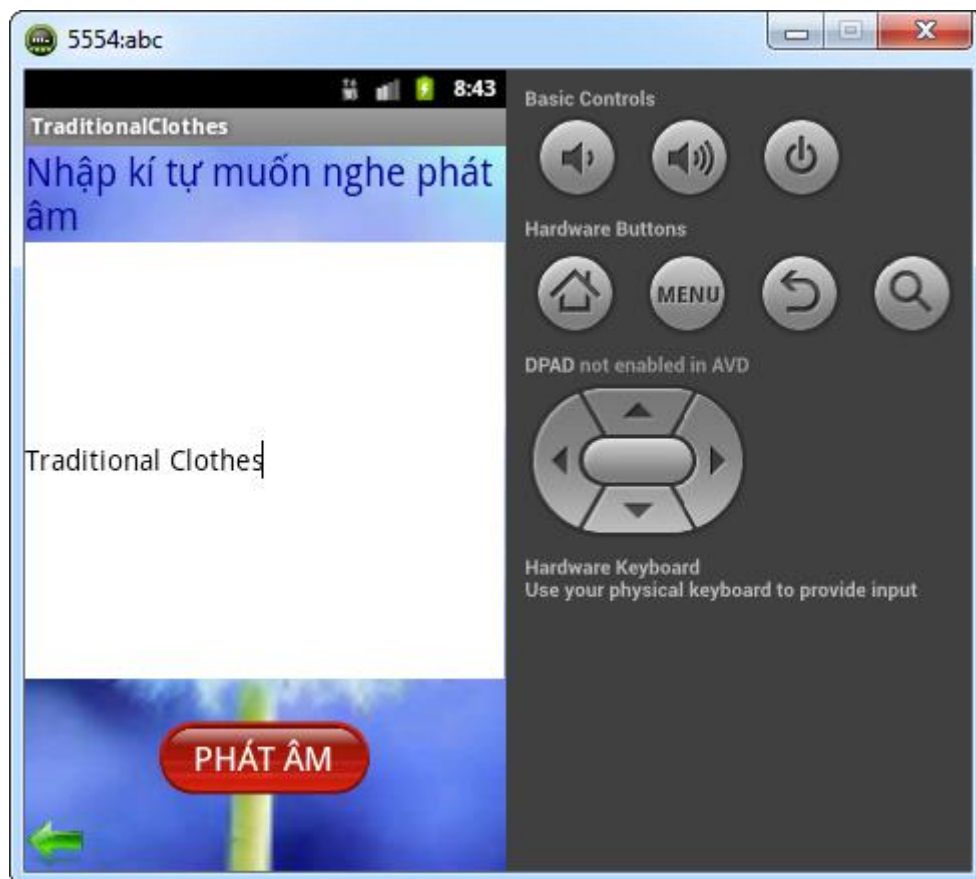 5554:abc
8:43
TraditionalClothes
Nhập kí tự muốn nghe phát
âm
Traditional Clothes
PHÁT ÂM
Basic Controls
Hardware Buttons
MENU
DPAD not enabled in AVD
Hardware Keyboard
Use your physical keyboard to provide input